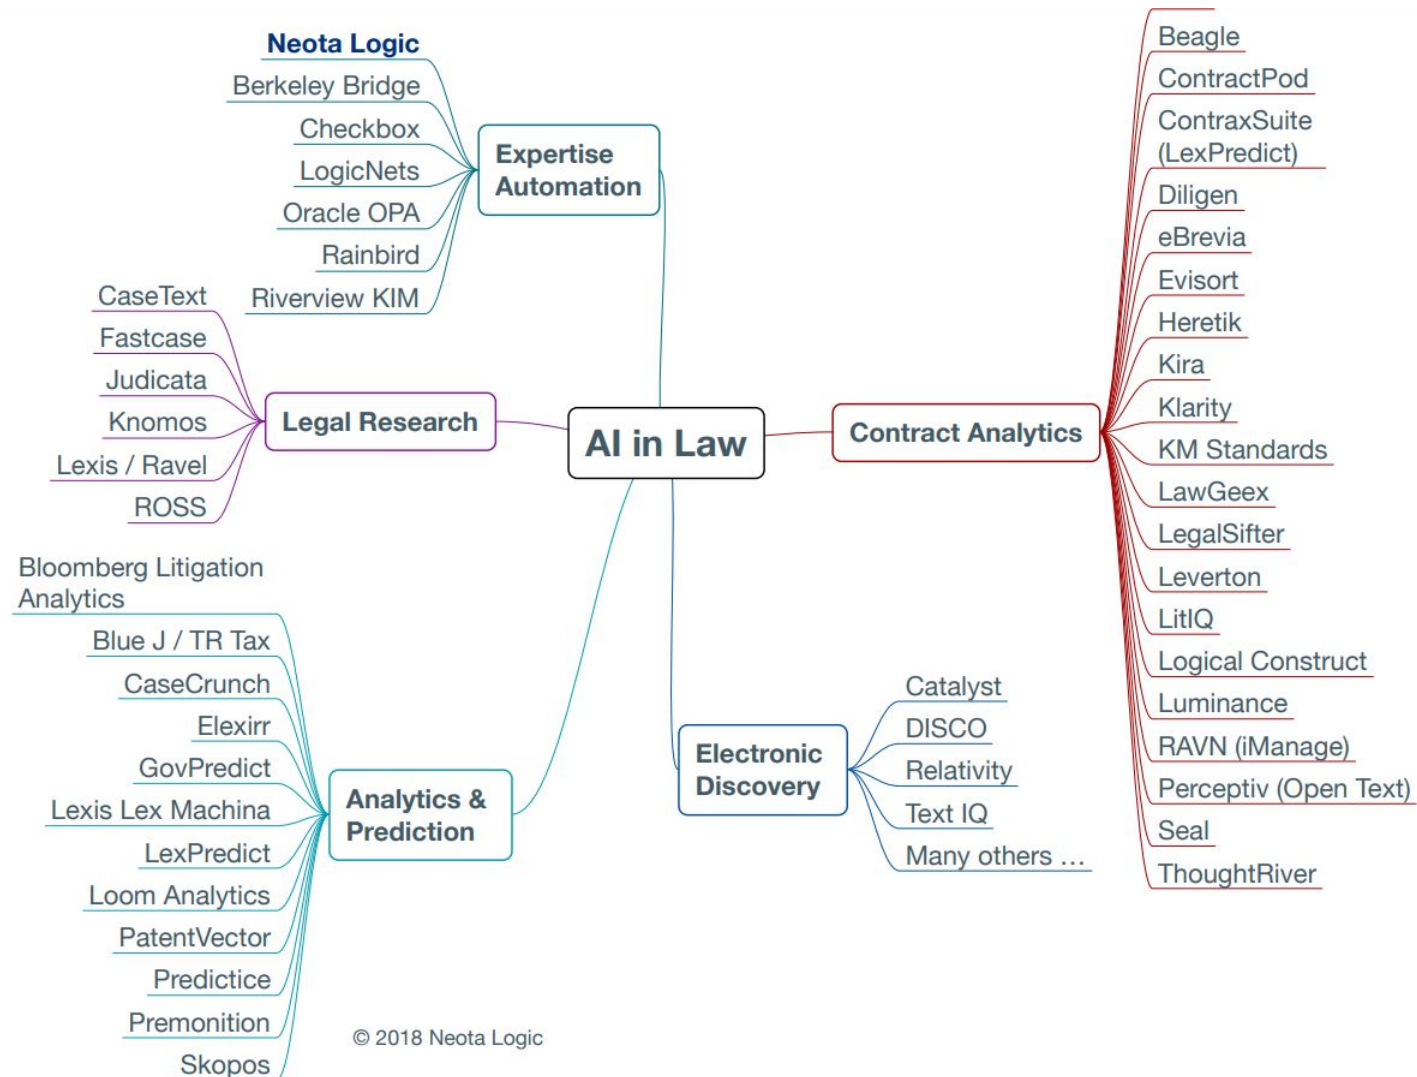 Neota Logic
Berkeley Bridge
Checkbox
LogicNets
Oracle OPA
Rainbird
Riverview KIM
Expertise
Automation
CaseText
Fastcase
Judicata
Knomos
Lexis / Ravel
ROSS
Legal Research
AI in Law
Contract Analytics
Beagle
ContractPod
ContraxSuite
(LexPredict)
Diligen
eBrevia
Evisort
Heretik
Kira
Klarity
KM Standards
LawGeex
LegalSifter
Leverton
LitIQ
Logical Construct
Luminance
RAVN (iManage)
Perceptiv (Open Text)
Seal
ThoughtRiver
Bloomberg Litigation
Analytics
Blue J / TR Tax
CaseCrunch
Elexirr
GovPredict
Lexis Lex Machina
LexPredict
Loom Analytics
PatentVector
Predictice
Premonition
Skopos
Analytics &
Prediction
Electronic
Discovery
Catalyst
DISCO
Relativity
Text IQ
Many others …
© 2018 Neota Logic